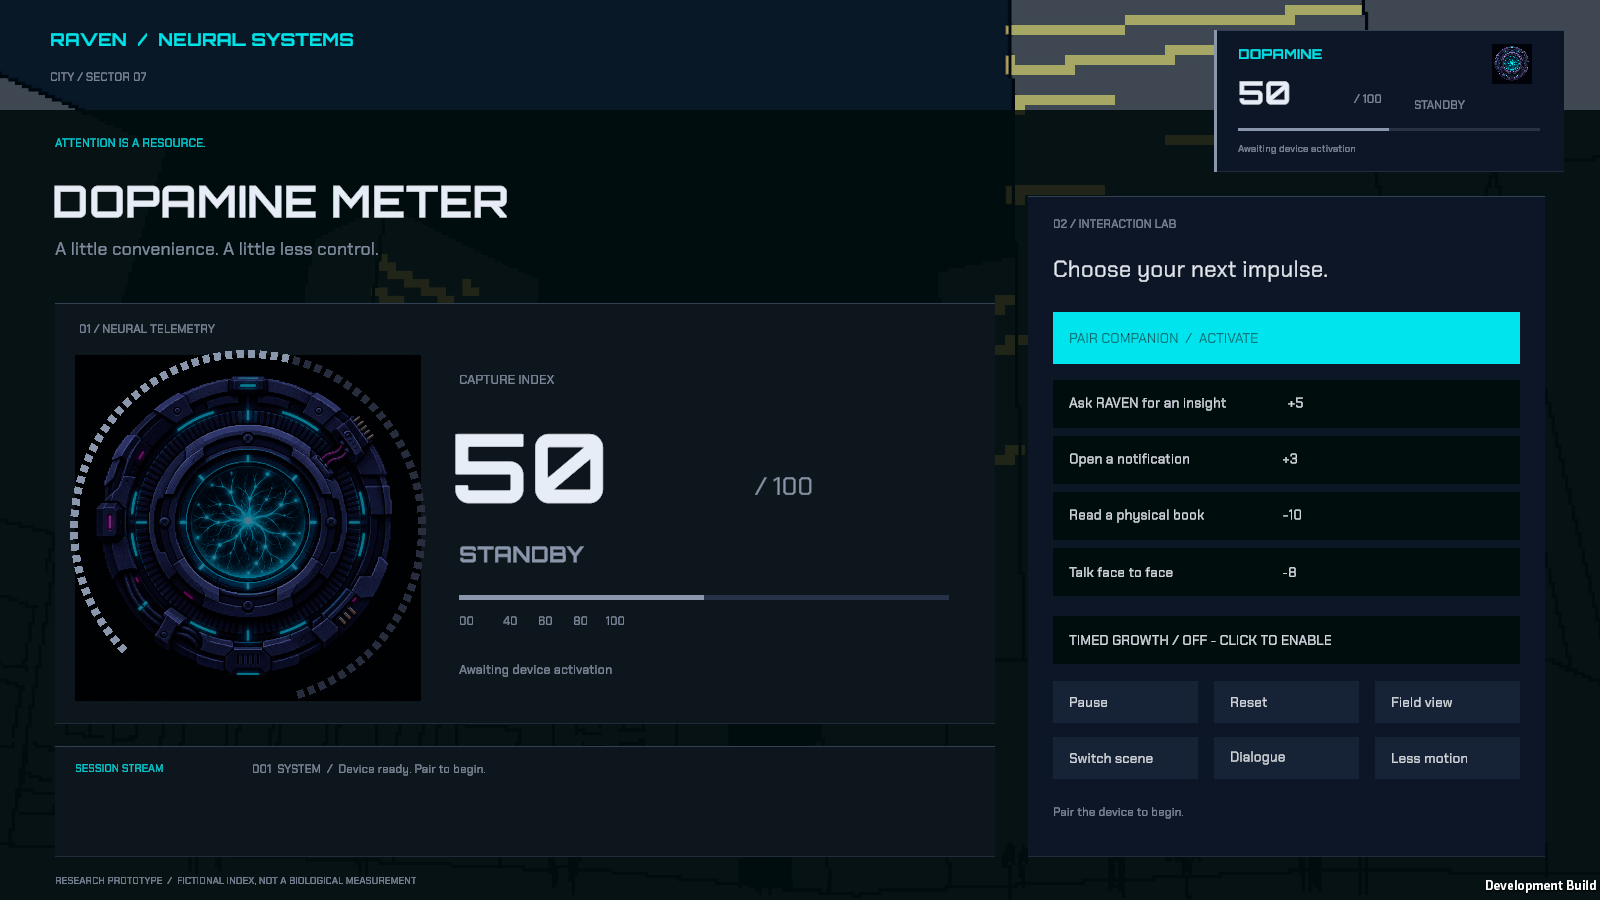 RAVEN / NEURAL SYSTEMS
CITY / SECTOR 07
DOPAMINE
50 / 100 STANDBY
Awaiting device activation
ATTENTION IS A RESOURCE.
DOPAMINE METER
A little convenience. A little less control.
01 / NEURAL TELEMETRY
CAPTURE INDEX
50 / 100
STANDBY
00 40 60 80 100
Awaiting device activation
SESSION STREAM
001 SYSTEM / Device ready. Pair to begin.
02 / INTERACTION LAB
Choose your next impulse.
PAIR COMPANION / ACTIVATE
Ask RAVEN for an insight +5
Open a notification +3
Read a physical book -10
Talk face to face -8
TIMED GROWTH / OFF - CLICK TO ENABLE
Pause Reset Field view
Switch scene Dialogue Less motion
Pair the device to begin.
RESEARCH PROTOTYPE / FICTIONAL INDEX, NOT A BIOLOGICAL MEASUREMENT
Development Build